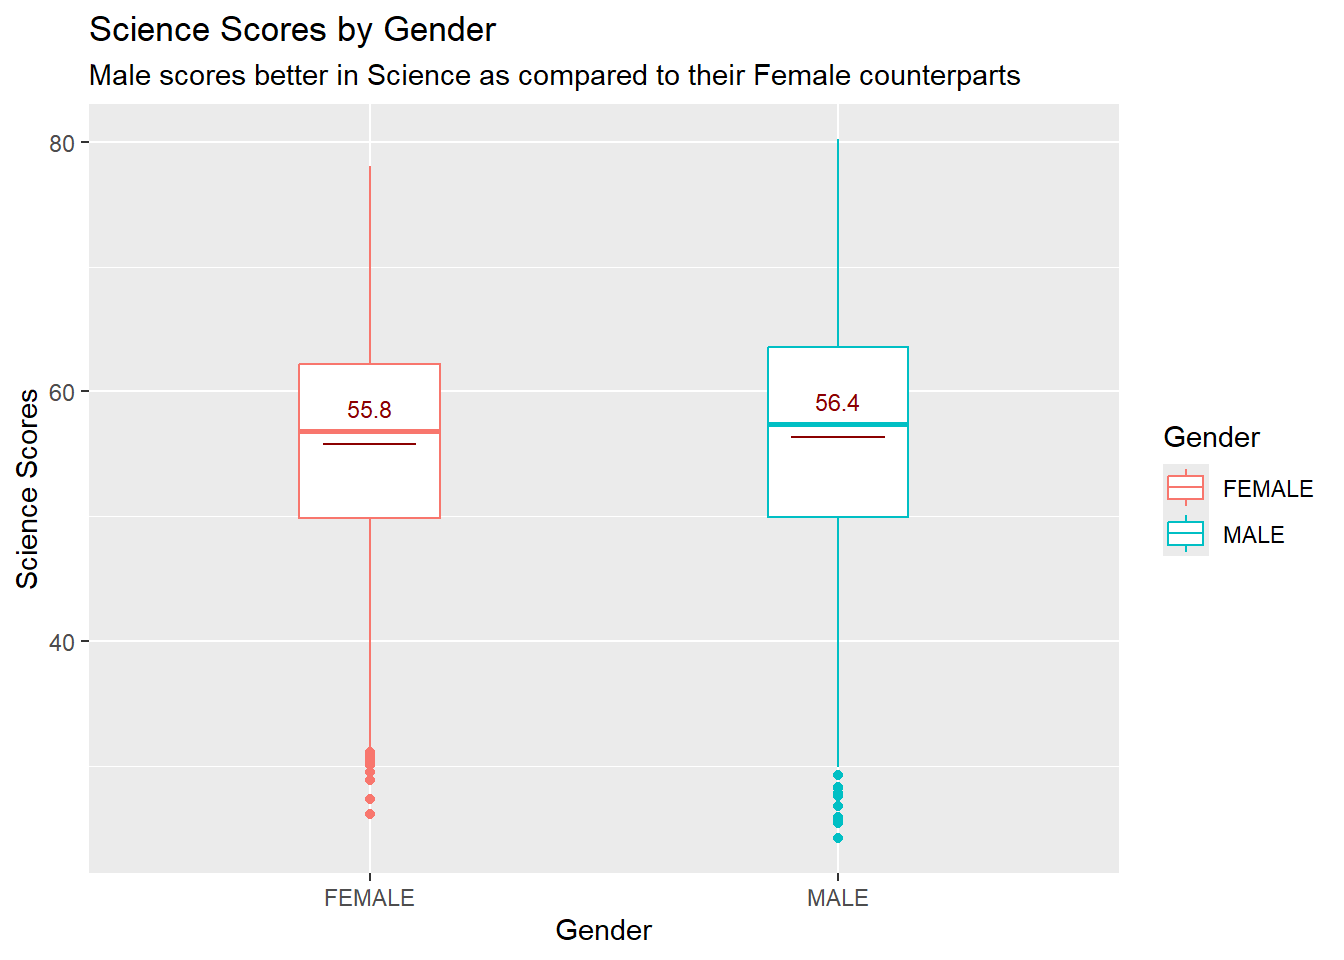 Science Scores by Gender
Male scores better in Science as compared to their Female counterparts
80
60
40
Science Scores
55.8
56.4
FEMALE
MALE
Gender
Gender
FEMALE
MALE